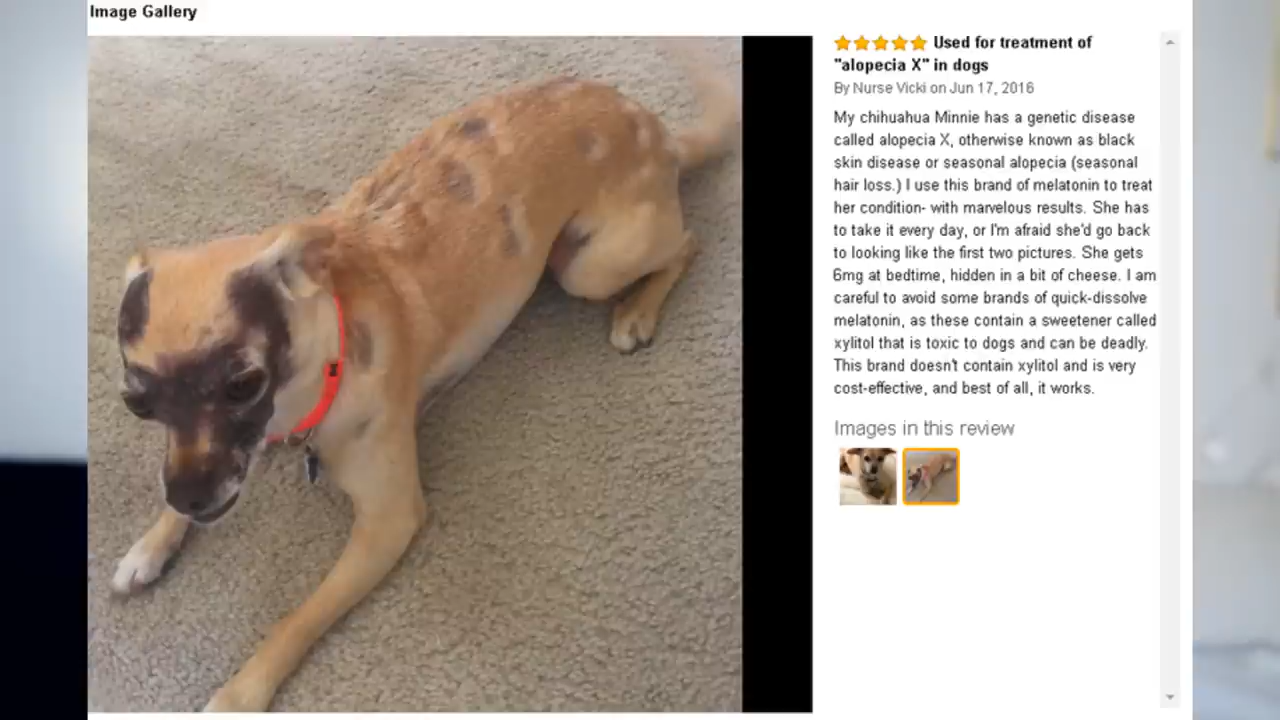 Image Gallery
Used for treatment of
"alopecia X" in dogs
By Nurse Vicki on Jun 17, 2016
My chihuahua Minnie has a genetic disease
called alopecia X, otherwise known as black
skin disease or seasonal alopecia (seasonal
hair loss.) I use this brand of melatonin to treat
her condition- with marvelous results. She has
to take it every day, or I'm afraid she'd go back
to looking like the first two pictures. She gets
6mg at bedtime, hidden in a bit of cheese. I am
careful to avoid some brands of quick-dissolve
melatonin, as these contain a sweetener called
xylitol that is toxic to dogs and can be deadly.
This brand doesn't contain xylitol and is very
cost-effective, and best of all, it works.
Images in this review